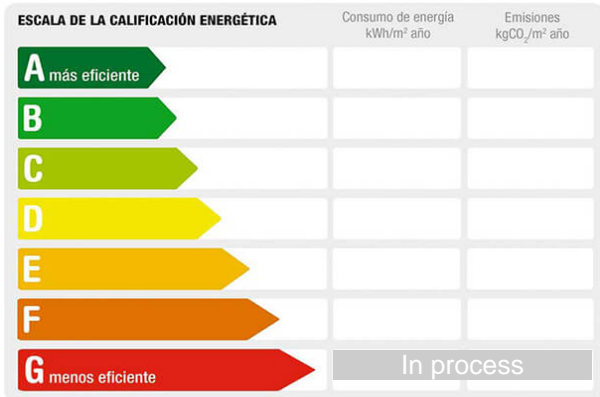 ESCALA DE LA CALIFICACIÓN ENERGÉTICA
Consumo de energía
kWh/m² año
Emisiones
kgCO₂/m² año
A más eficiente
B
C
D
E
F
G menos eficiente
In process